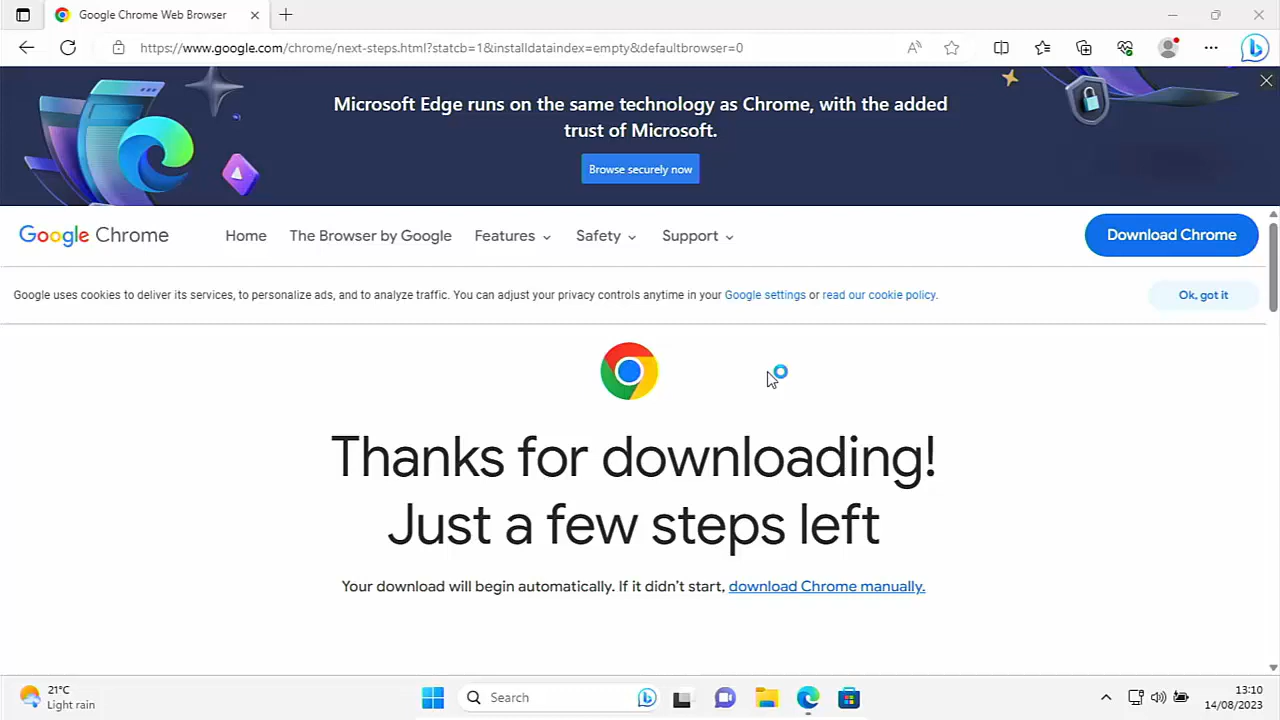 Google Chrome Web Browser
https://www.google.com/chrome/next-steps.html?statcb=1&installdataindex=empty&defaultbrowser=0
Microsoft Edge runs on the same technology as Chrome, with the added
trust of Microsoft.
Browse securely now
Google Chrome
Home The Browser by Google Features Safety Support
Download Chrome
Google uses cookies to deliver its services, to personalize ads, and to analyze traffic. You can adjust your privacy controls anytime in your Google settings or read our cookie policy.
Ok, got it
Thanks for downloading!
Just a few steps left
Your download will begin automatically. If it didn't start, download Chrome manually.
21°C
Light rain
Search
13:10
14/08/2023